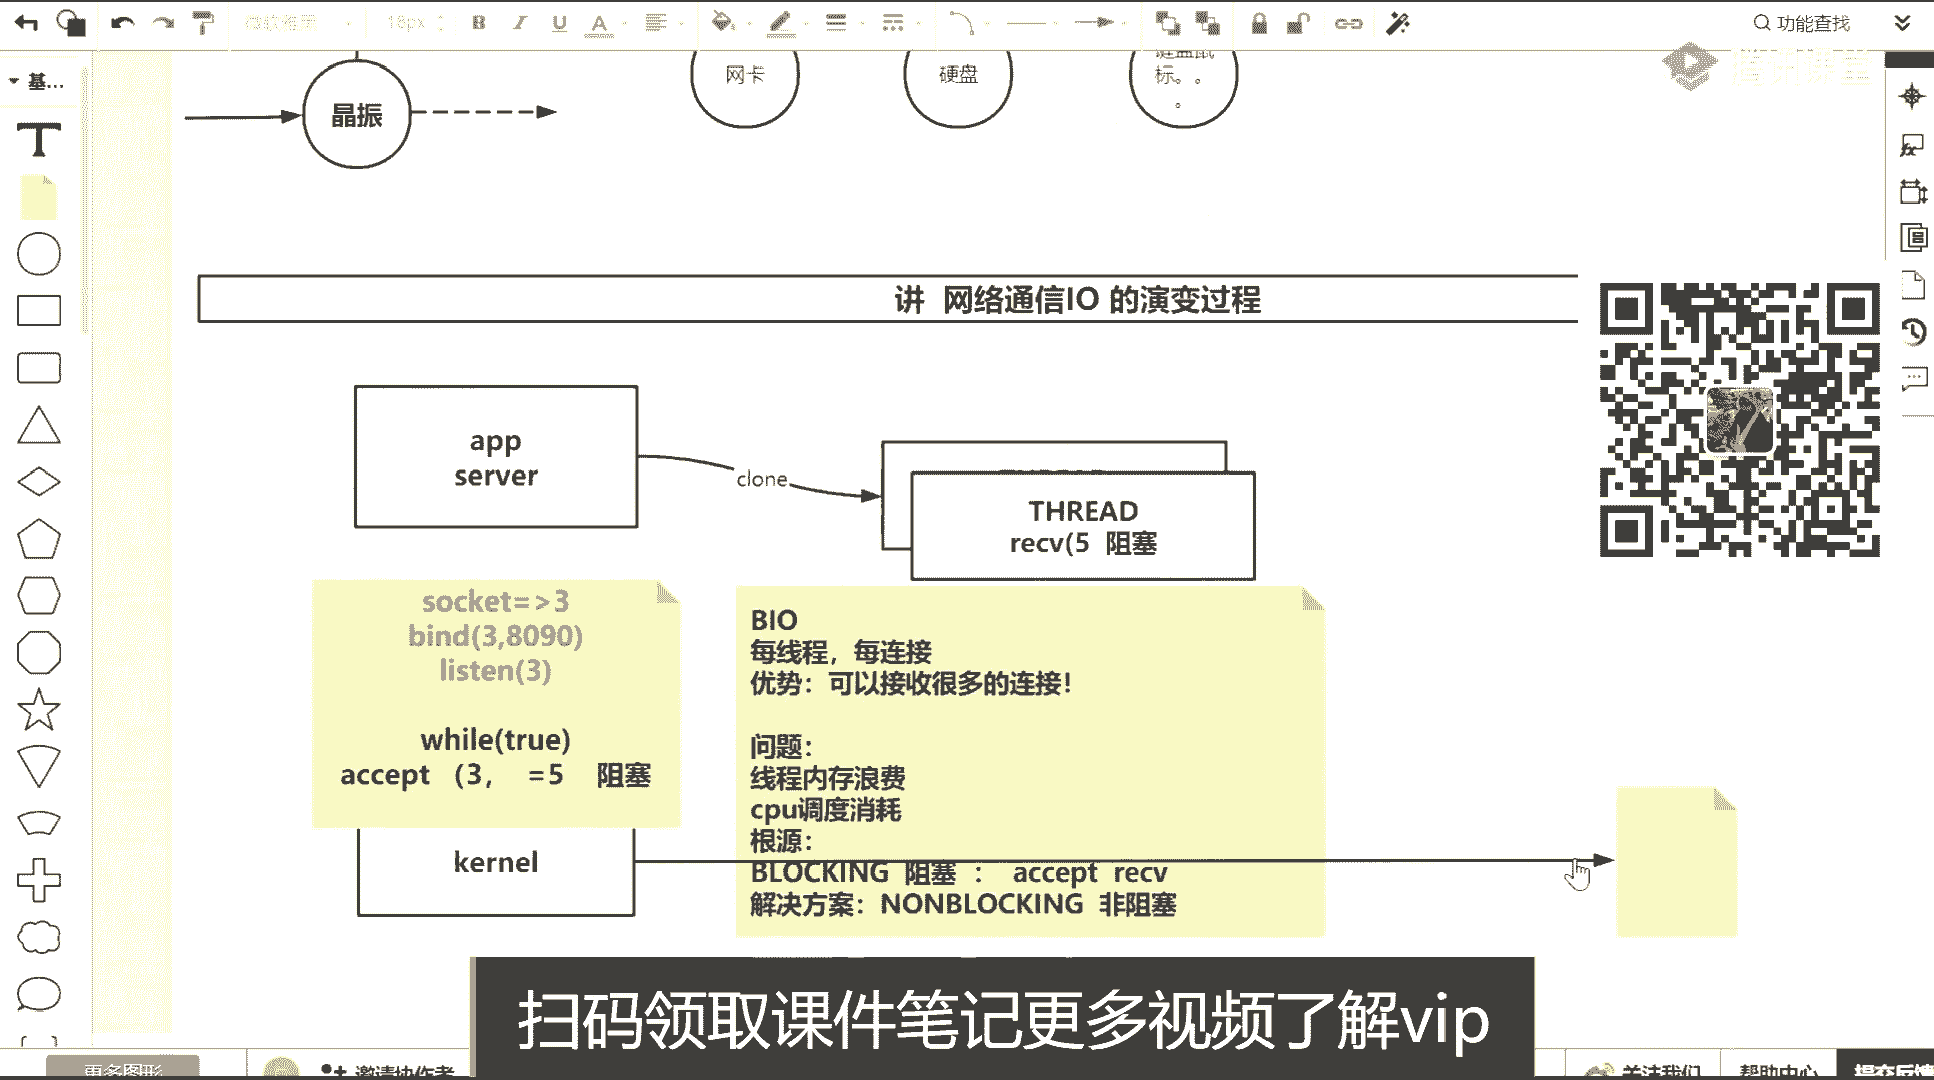 18px
B
I
U
A
功能查找
基...
T
晶振
网卡
硬盘
标。。
。
讲 网络通信IO 的演变过程
app
server
clone
THREAD
recv(5 阻塞
socket=>3
bind(3,8090)
listen(3)
while(true)
accept （3， =5 阻塞
kernel
BIO
每线程，每连接
优势：可以接收很多的连接！
问题：
线程内存浪费
cpu调度消耗
根源：
BLOCKING 阻塞 ： accept recv
解决方案：NONBLOCKING 非阻塞
扫码领取课件笔记更多视频了解vip
更多图形
邀请协作者
关注我们
帮助中心
提交反馈